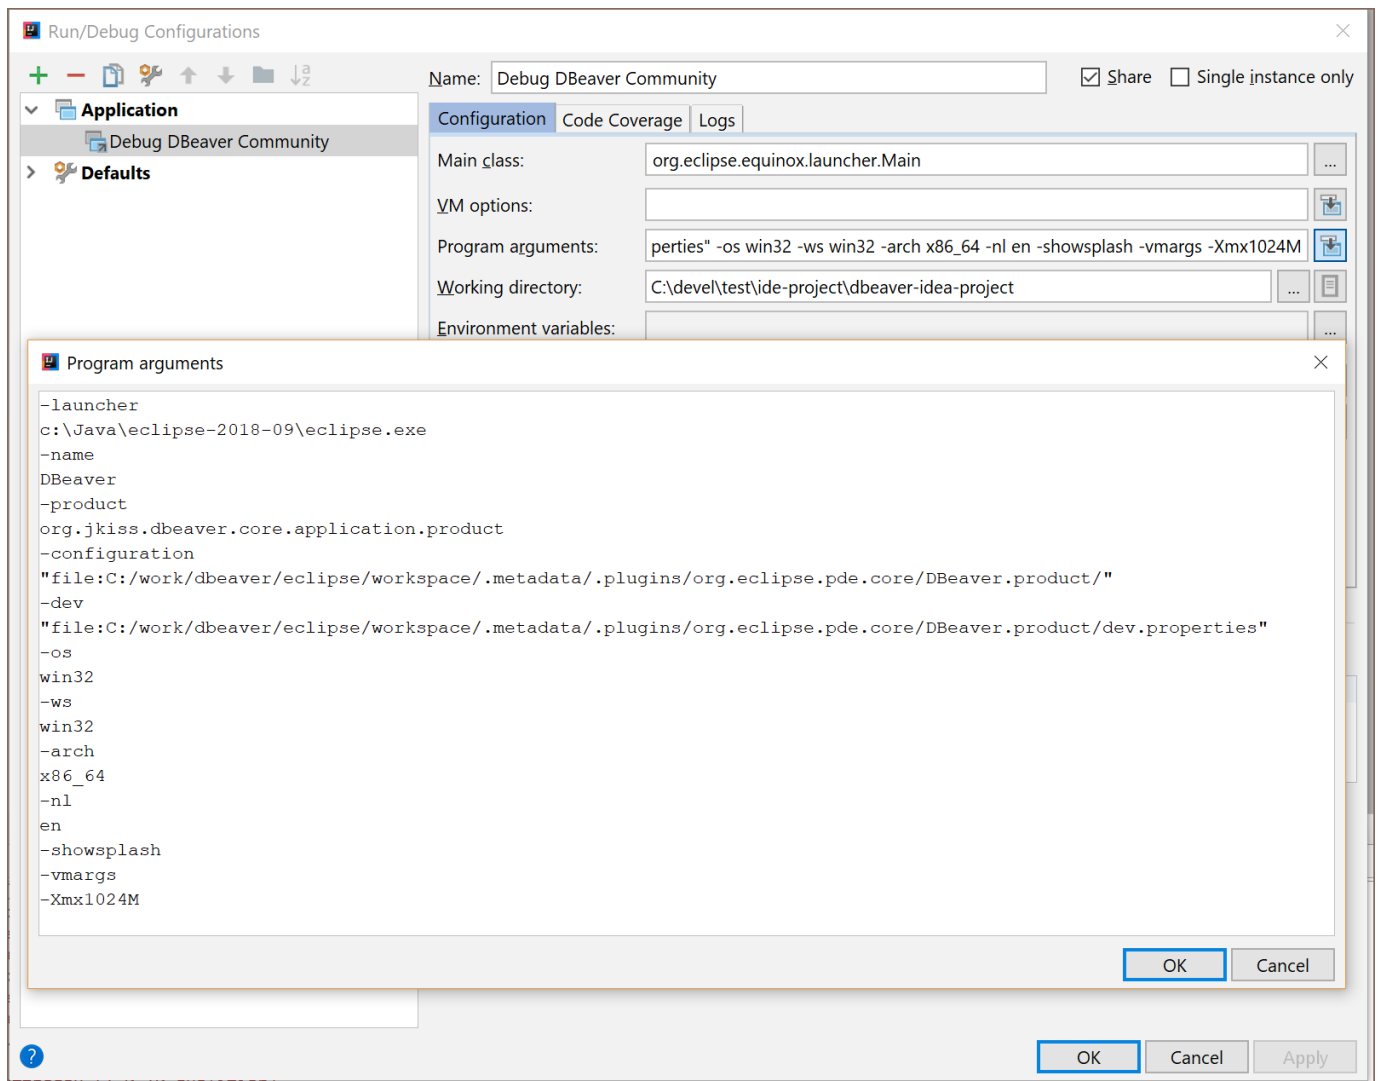 Run/Debug Configurations
Name: Debug DBeaver Community
Share
Single instance only
Application
Debug DBeaver Community
Defaults
Configuration
Code Coverage
Logs
Main class: org.eclipse.equinox.launcher.Main ...
VM options:
Program arguments: perties" -os win32 -ws win32 -arch x86_64 -nl en -showsplash -vmargs -Xmx1024M
Working directory: C:\devel\test\ide-project\dbeaver-idea-project ...
Environment variables: ...
Program arguments
-launcher
c:\Java\eclipse-2018-09\eclipse.exe
-name
DBeaver
-product
org.jkiss.dbeaver.core.application.product
-configuration
"file:C:/work/dbeaver/eclipse/workspace/.metadata/.plugins/org.eclipse.pde.core/DBeaver.product/"
-dev
"file:C:/work/dbeaver/eclipse/workspace/.metadata/.plugins/org.eclipse.pde.core/DBeaver.product/dev.properties"
-os
win32
-ws
win32
-arch
x86_64
-nl
en
-showsplash
-vmargs
-Xmx1024M
OK
Cancel
?
OK
Cancel
Apply